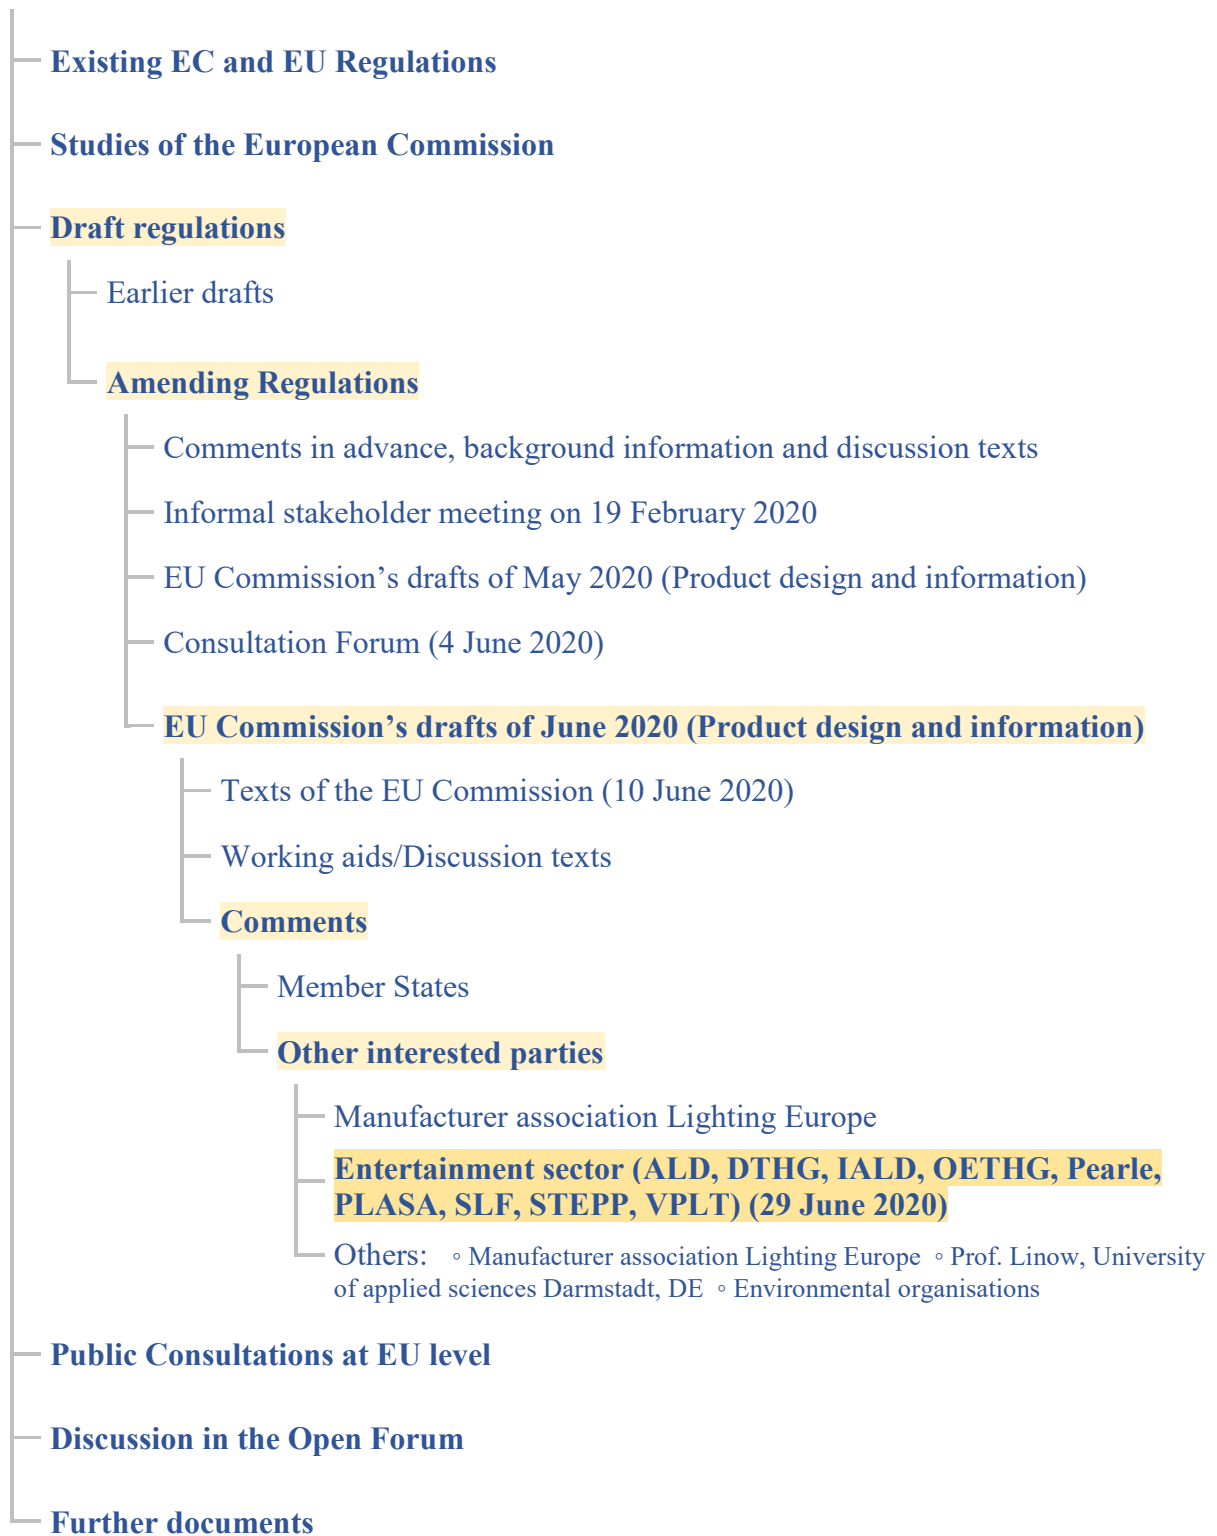 Existing EC and EU Regulations
Studies of the European Commission
Draft regulations
Earlier drafts
Amending Regulations
Comments in advance, background information and discussion texts
Informal stakeholder meeting on 19 February 2020
EU Commission’s drafts of May 2020 (Product design and information)
Consultation Forum (4 June 2020)
EU Commission’s drafts of June 2020 (Product design and information)
Texts of the EU Commission (10 June 2020)
Working aids/Discussion texts
Comments
Member States
Other interested parties
Manufacturer association Lighting Europe
Entertainment sector (ALD, DTHG, IALD, OETHG, Pearle,
PLASA, SLF, STEPP, VPLT) (29 June 2020)
Others: ◦ Manufacturer association Lighting Europe ◦ Prof. Linow, University
of applied sciences Darmstadt, DE ◦ Environmental organisations
Public Consultations at EU level
Discussion in the Open Forum
Further documents